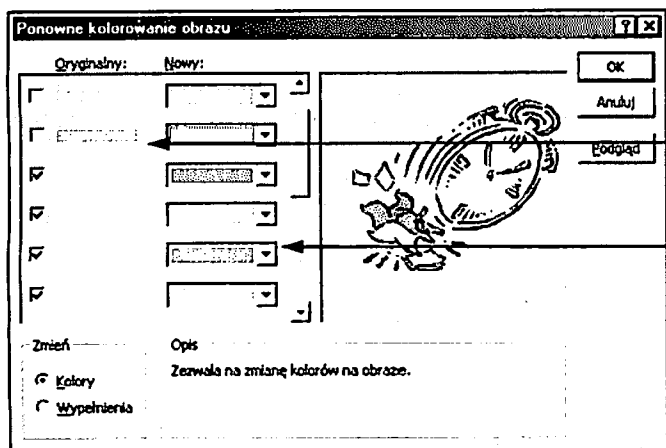 Ponowne kolorowanie obrazu
Oryginalny: Nowy:
OK
Anuluj
Podgląd
Zmień
Kolory
Wypełnienia
Opis
Zezwala na zmianę kolorów na obrazie.